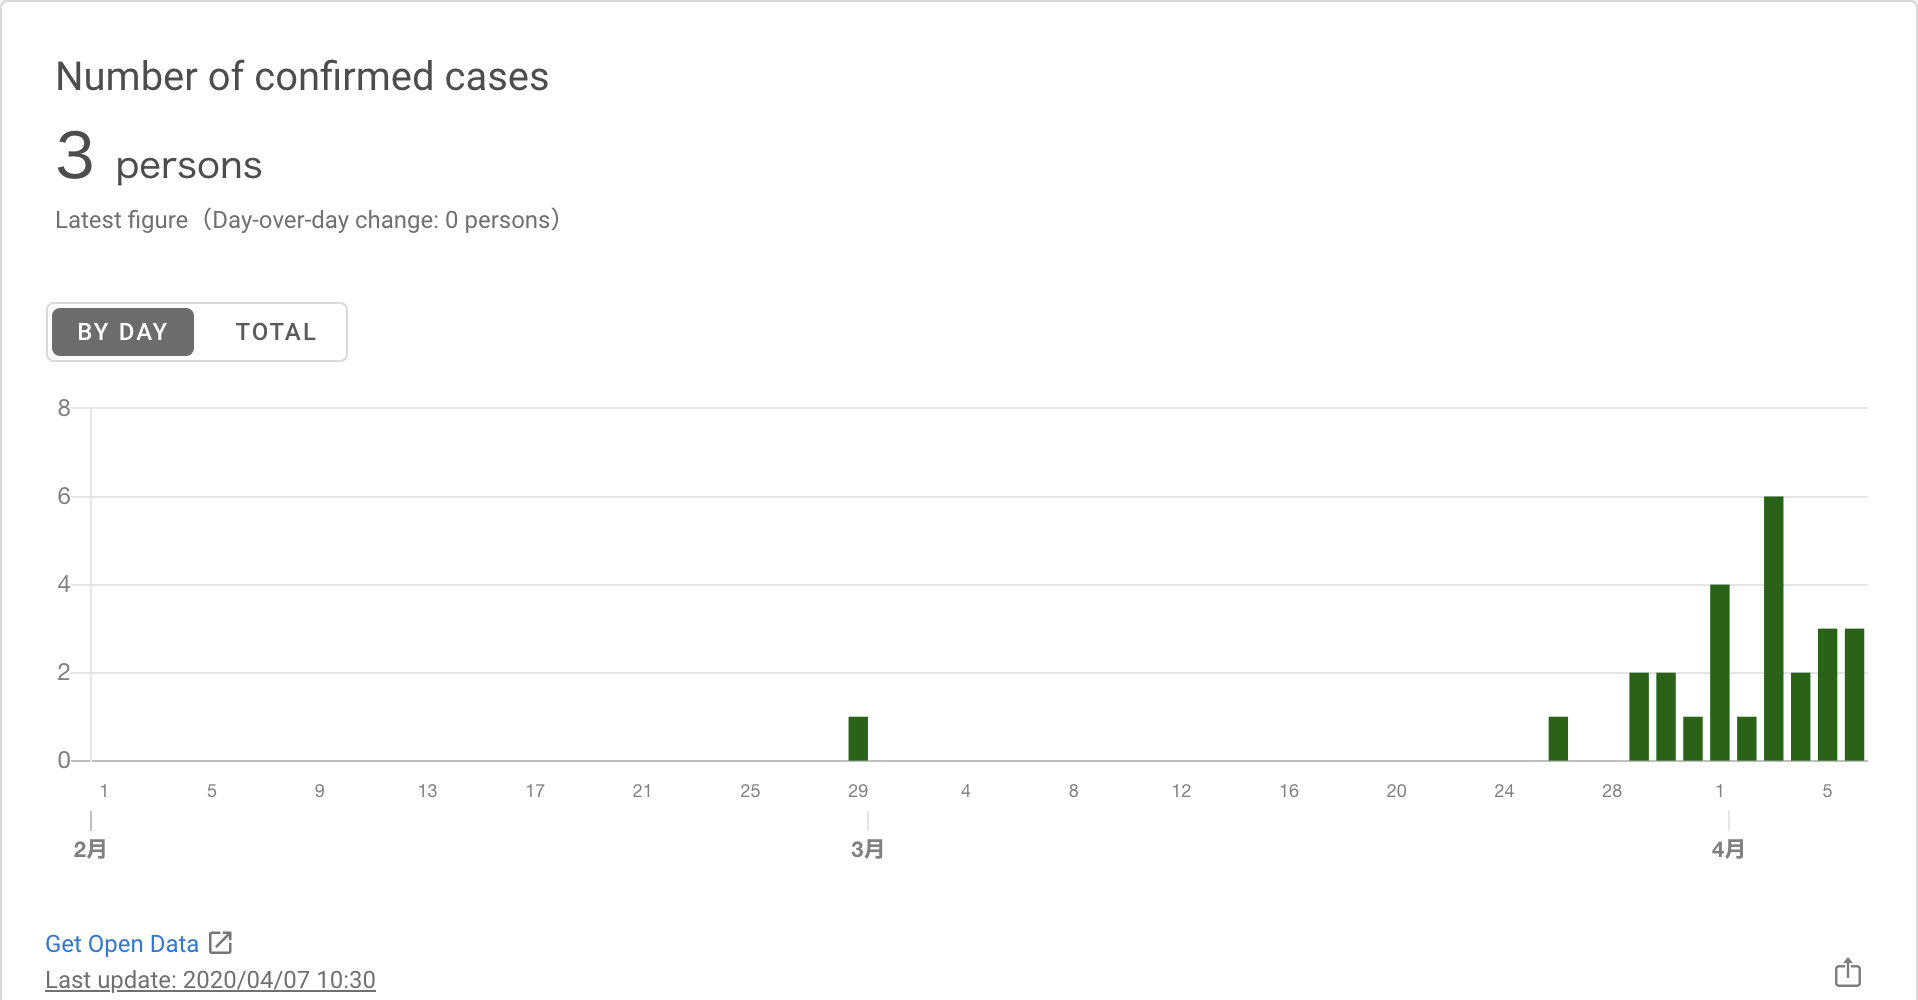 Number of confirmed cases
3 persons
Latest figure（Day-over-day change: 0 persons）
BY DAY TOTAL
8
6
4
2
0
1 5 9 13 17 21 25 29 4 8 12 16 20 24 28 1 5
2月 3月 4月
Get Open Data
Last update: 2020/04/07 10:30